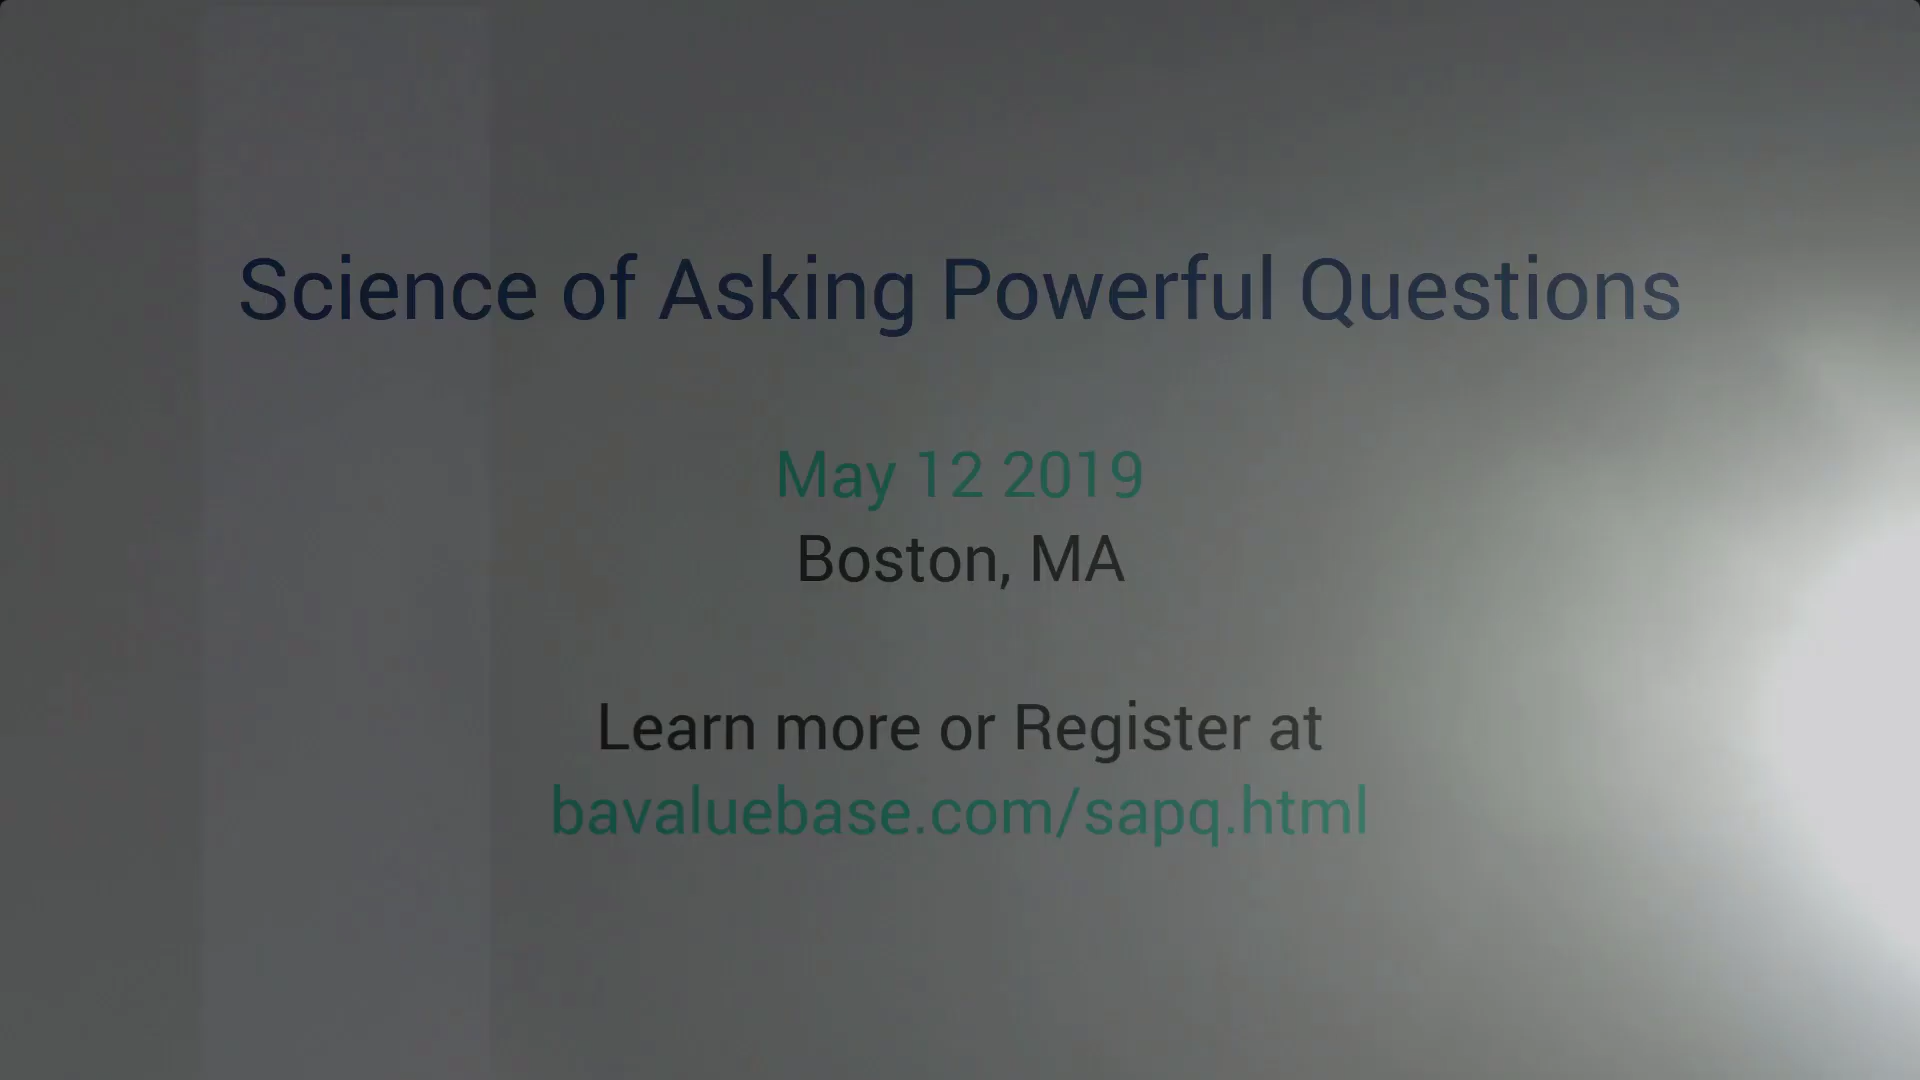 Science of Asking Powerful Questions
May 12 2019
Boston, MA
Learn more or Register at
bavaluebase.com/sapq.html